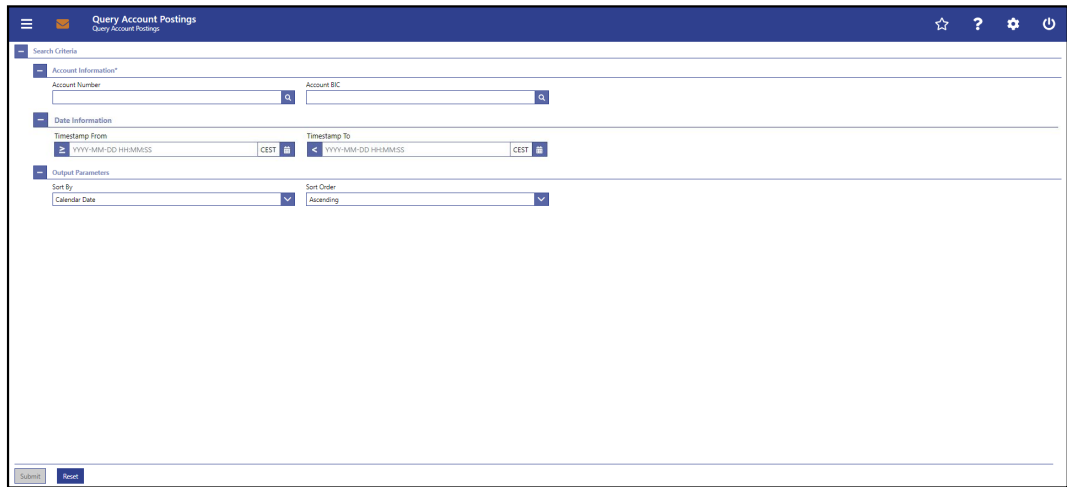 Query Account Postings
Query Account Postings
?
Search Criteria
Account Information*
Account Number
Account BIC
Date Information
Timestamp From
Timestamp To
≥ YYYY-MM-DD HH:MM:SS CEST
< YYYY-MM-DD HH:MM:SS CEST
Output Parameters
Sort By
Sort Order
Calendar Date
Ascending
Submit
Reset